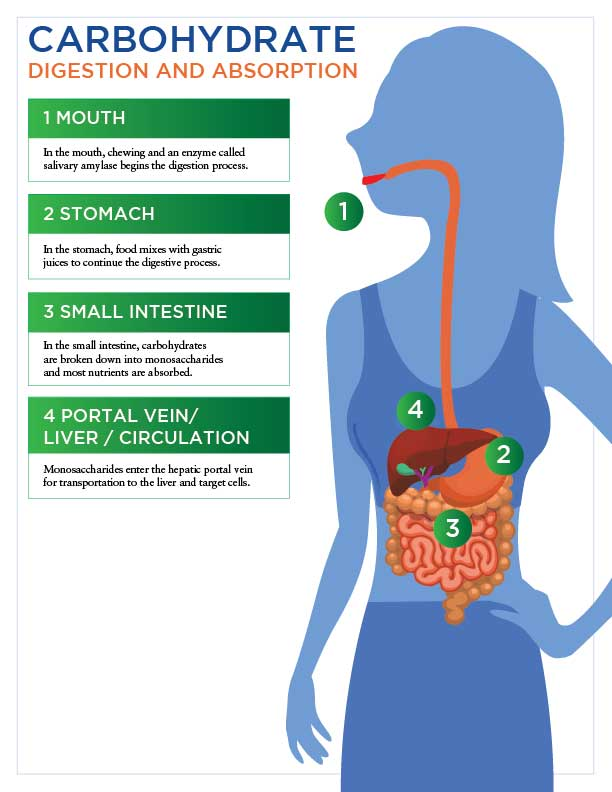 CARBOHYDRATE
DIGESTION AND ABSORPTION
1 MOUTH
In the mouth, chewing and an enzyme called
salivary amylase begins the digestion process.
2 STOMACH
In the stomach, food mixes with gastric
juices to continue the digestive process.
3 SMALL INTESTINE
In the small intestine, carbohydrates
are broken down into monosaccharides
and most nutrients are absorbed.
4 PORTAL VEIN/
LIVER / CIRCULATION
Monosaccharides enter the hepatic portal vein
for transportation to the liver and target cells.
1
4
2
3